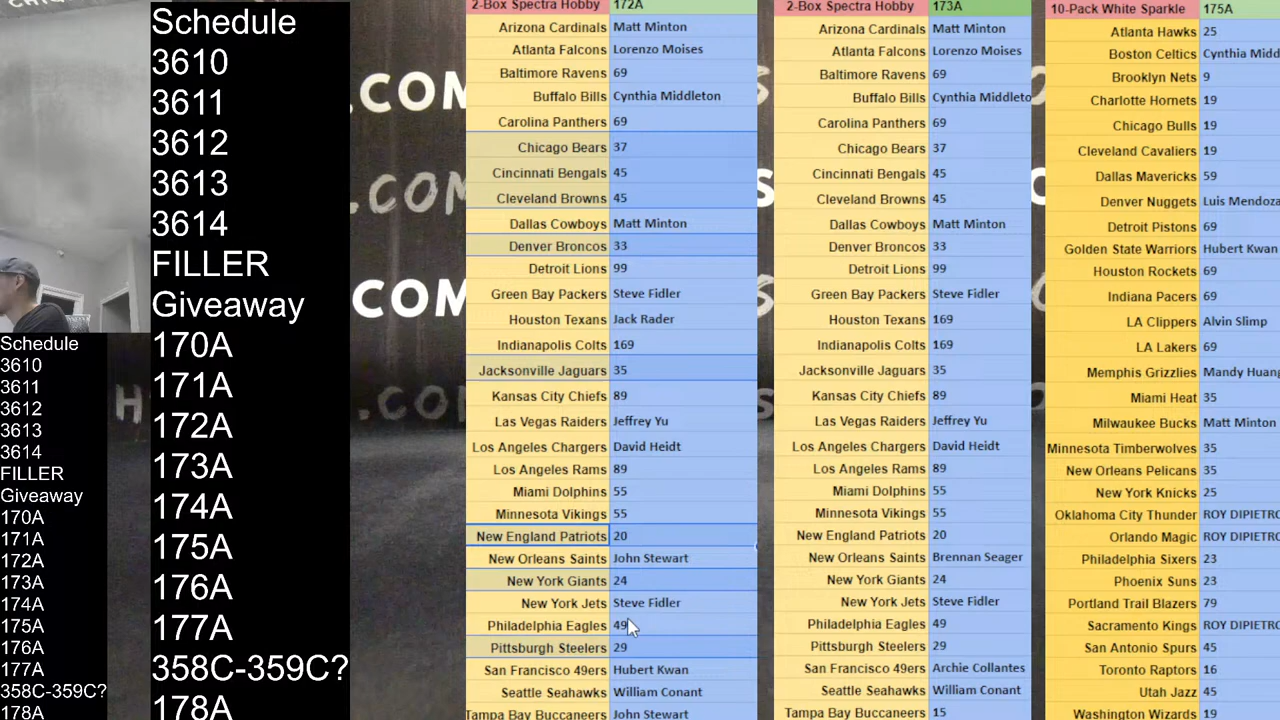 Schedule
3610
3611
3612
3613
3614
FILLER
Giveaway
170A
171A
172A
173A
174A
175A
176A
177A
358C-359C?
178A
Schedule
3610
3611
3612
3613
3614
FILLER
Giveaway
170A
171A
172A
173A
174A
175A
176A
177A
358C-359C?
178A
.COM
COM
.COM
2-Box Spectra Hobby 172A
Arizona Cardinals Matt Minton
Atlanta Falcons Lorenzo Moises
Baltimore Ravens 69
Buffalo Bills Cynthia Middleton
Carolina Panthers 69
Chicago Bears 37
Cincinnati Bengals 45
Cleveland Browns 45
Dallas Cowboys Matt Minton
Denver Broncos 33
Detroit Lions 99
Green Bay Packers Steve Fidler
Houston Texans Jack Rader
Indianapolis Colts 169
Jacksonville Jaguars 35
Kansas City Chiefs 89
Las Vegas Raiders Jeffrey Yu
Los Angeles Chargers David Heidt
Los Angeles Rams 89
Miami Dolphins 55
Minnesota Vikings 55
New England Patriots 20
New Orleans Saints John Stewart
New York Giants 24
New York Jets Steve Fidler
Philadelphia Eagles 49
Pittsburgh Steelers 29
San Francisco 49ers Hubert Kwan
Seattle Seahawks William Conant
Tampa Bay Buccaneers John Stewart
2-Box Spectra Hobby 173A
Arizona Cardinals Matt Minton
Atlanta Falcons Lorenzo Moises
Baltimore Ravens 69
Buffalo Bills Cynthia Middleto
Carolina Panthers 69
Chicago Bears 37
Cincinnati Bengals 45
Cleveland Browns 45
Dallas Cowboys Matt Minton
Denver Broncos 33
Detroit Lions 99
Green Bay Packers Steve Fidler
Houston Texans 169
Indianapolis Colts 169
Jacksonville Jaguars 35
Kansas City Chiefs 89
Las Vegas Raiders Jeffrey Yu
Los Angeles Chargers David Heidt
Los Angeles Rams 89
Miami Dolphins 55
Minnesota Vikings 55
New England Patriots 20
New Orleans Saints Brennan Seager
New York Giants 24
New York Jets Steve Fidler
Philadelphia Eagles 49
Pittsburgh Steelers 29
San Francisco 49ers Archie Collantes
Seattle Seahawks William Conant
Tampa Bay Buccaneers 15
10-Pack White Sparkle 175A
Atlanta Hawks 25
Boston Celtics Cynthia Midd
Brooklyn Nets 9
Charlotte Hornets 19
Chicago Bulls 19
Cleveland Cavaliers 19
Dallas Mavericks 59
Denver Nuggets Luis Mendoza
Detroit Pistons 69
Golden State Warriors Hubert Kwan
Houston Rockets 69
Indiana Pacers 69
LA Clippers Alvin Slimp
LA Lakers 69
Memphis Grizzlies Mandy Huang
Miami Heat 35
Milwaukee Bucks Matt Minton
Minnesota Timberwolves 35
New Orleans Pelicans 35
New York Knicks 25
Oklahoma City Thunder ROY DIPIETRO
Orlando Magic ROY DIPIETRO
Philadelphia Sixers 23
Phoenix Suns 23
Portland Trail Blazers 79
Sacramento Kings ROY DIPIETRO
San Antonio Spurs 45
Toronto Raptors 16
Utah Jazz 45
Washington Wizards 19